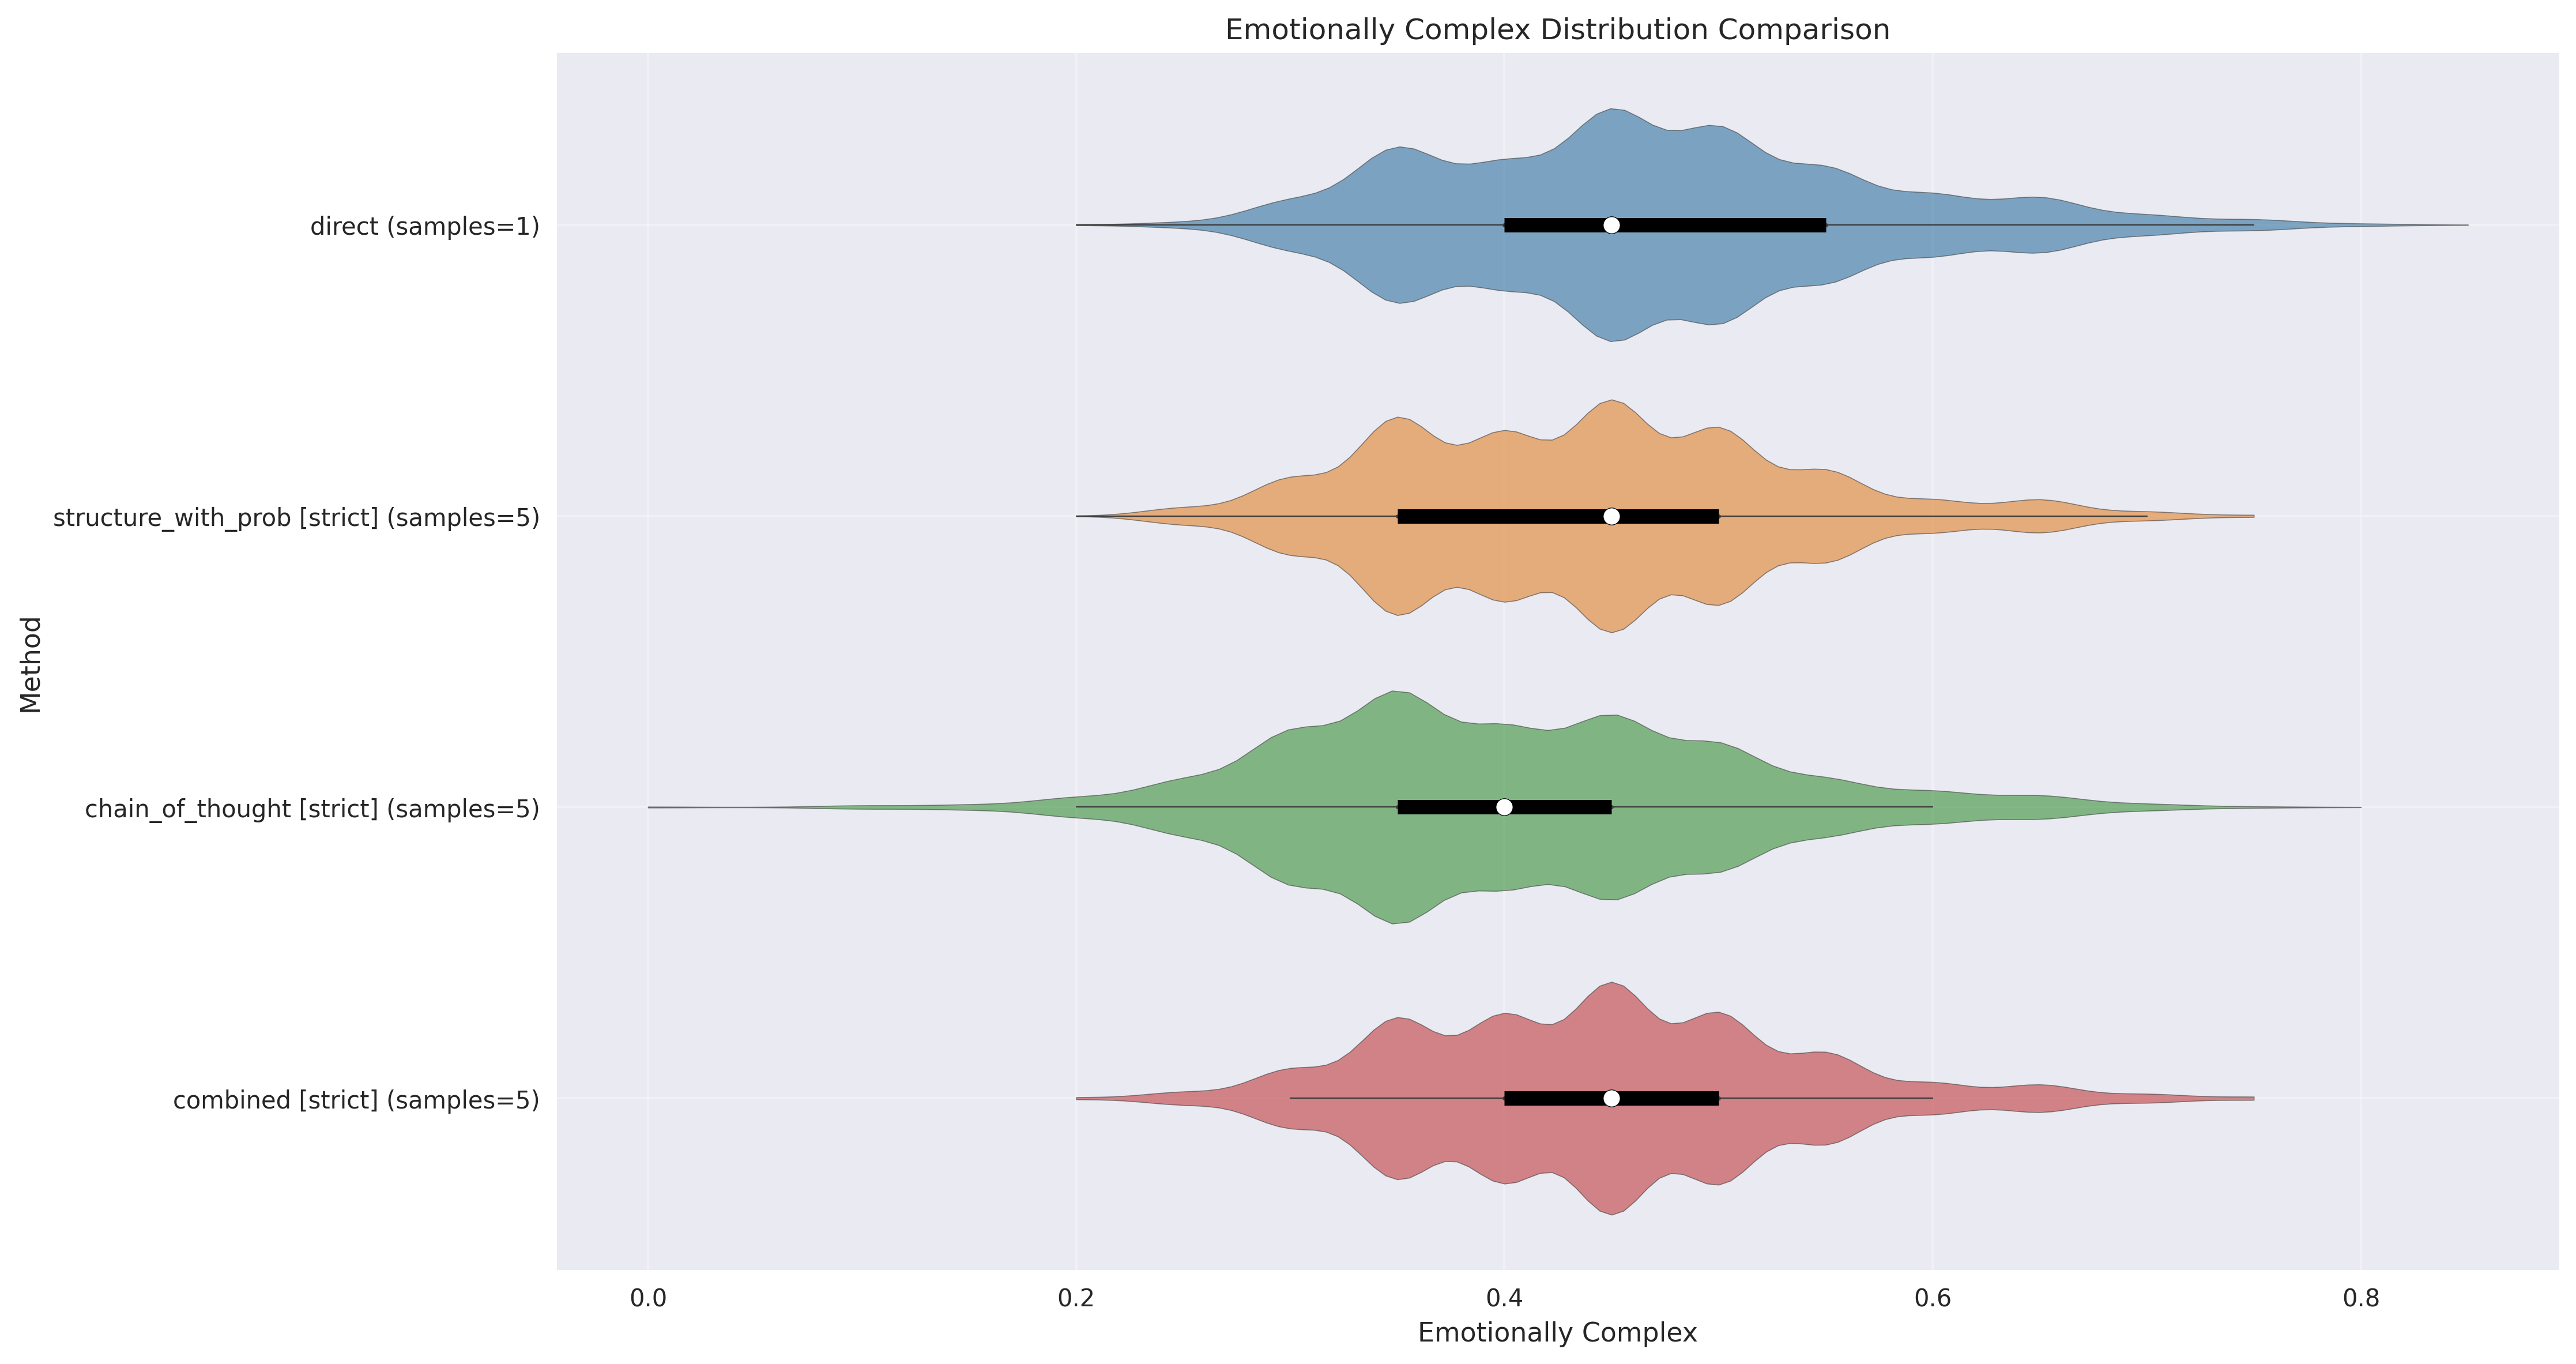 Emotionally Complex Distribution Comparison
direct (samples=1)
structure_with_prob [strict] (samples=5)
chain_of_thought [strict] (samples=5)
combined [strict] (samples=5)
Method
0.0 0.2 0.4 0.6 0.8
Emotionally Complex